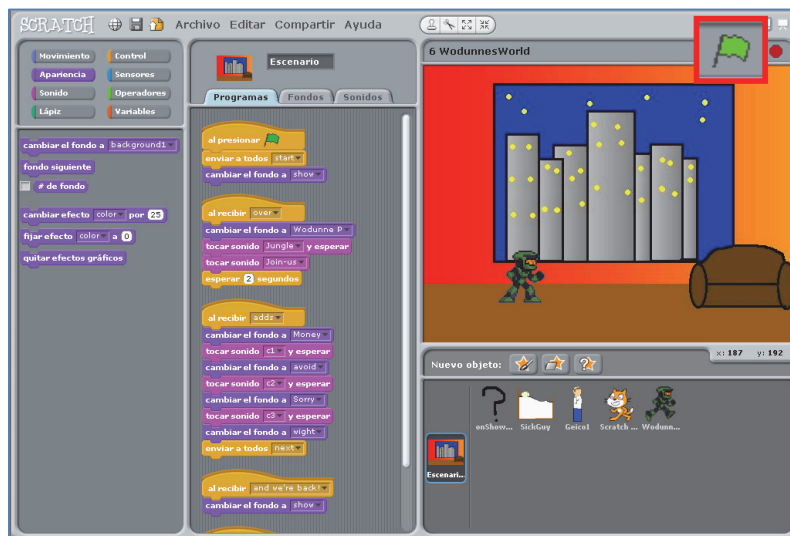 SCRATCH Archivo Editar Compartir Ayuda
Movimiento Control
Apariencia Sensores
Sonido Operadores
Lápiz Variables
cambiar el fondo a background1
fondo siguiente
# de fondo
cambiar efecto color por 25
fijar efecto color a 0
quitar efectos gráficos
Escenario
Programas Fondos Sonidos
al presionar
enviar a todos start
cambiar el fondo a show
al recibir over
cambiar el fondo a Wodunne P
tocar sonido Jungle y esperar
tocar sonido Join-us
esperar 2 segundos
al recibir adds
cambiar el fondo a Money
tocar sonido c1 y esperar
cambiar el fondo a avoid
tocar sonido c2 y esperar
cambiar el fondo a Sorry
tocar sonido c3 y esperar
cambiar el fondo a vight
enviar a todos next
al recibir and we're back!
cambiar el fondo a show
6 WodunnesWorld
x: 187 y: 192
Nuevo objeto:
onShow... SickGuy Geico1 Scratch ... Wodunn...
Escenari...